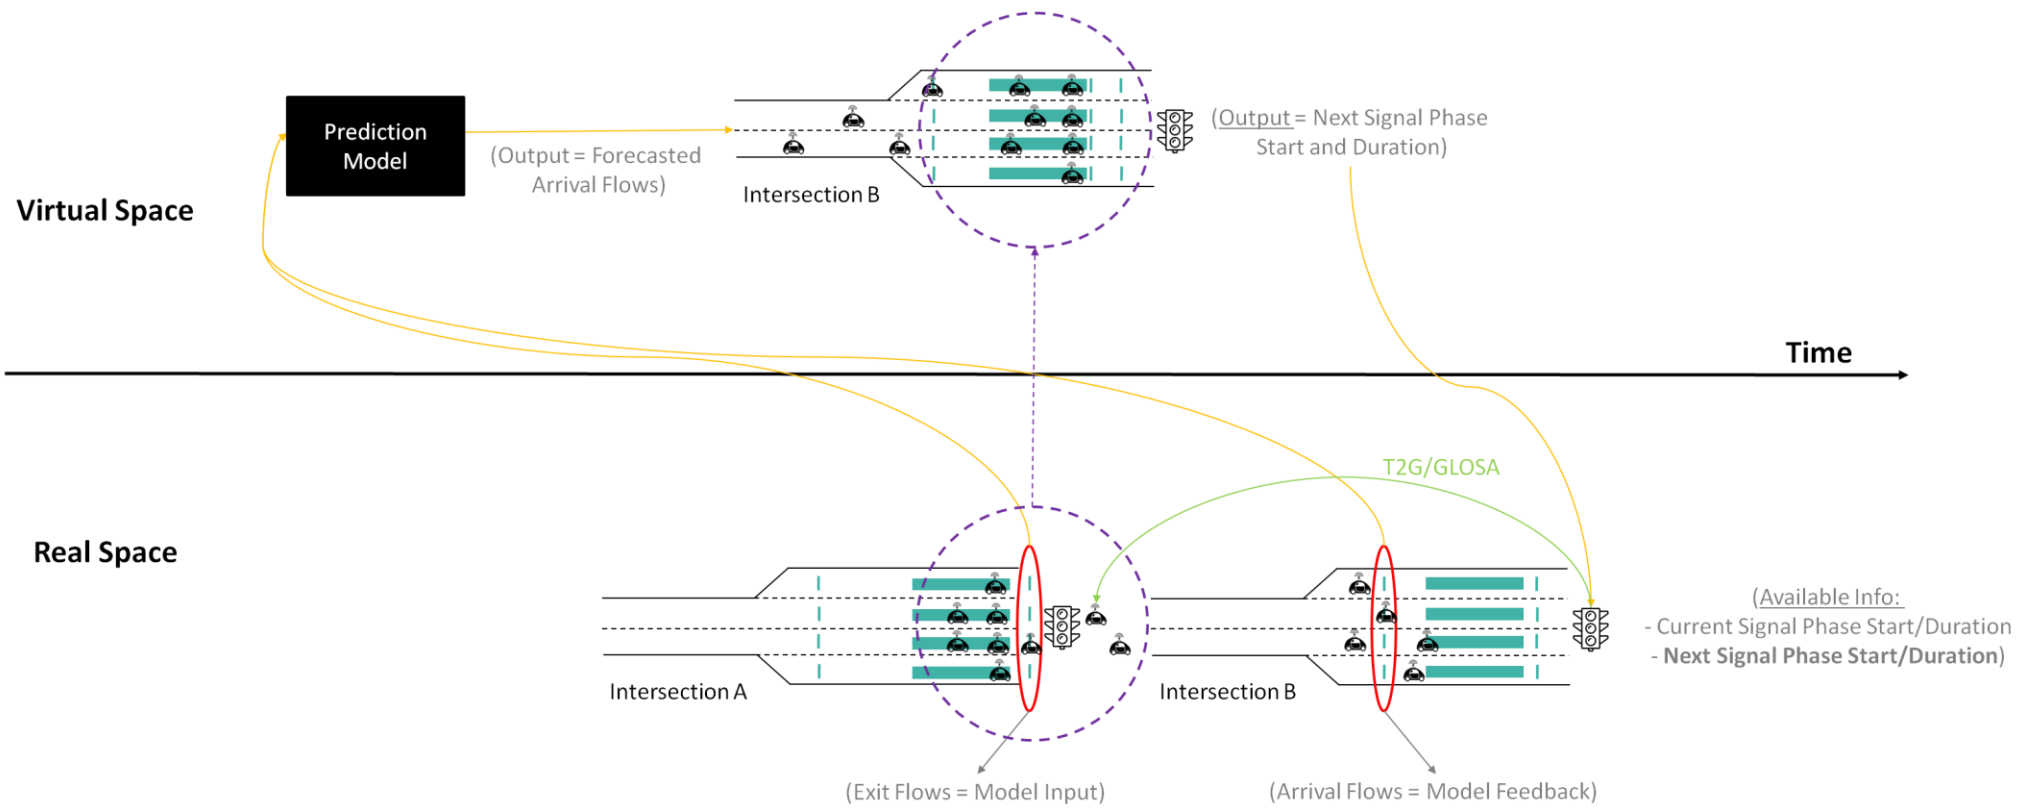 Prediction
Model
(Output = Forecasted
Arrival Flows)
(Output = Next Signal Phase
Start and Duration)
Intersection B
Virtual Space
Time
T2G/GLOSA
Real Space
(Available Info:
- Current Signal Phase Start/Duration
- Next Signal Phase Start/Duration)
Intersection A
Intersection B
(Exit Flows = Model Input)
(Arrival Flows = Model Feedback)